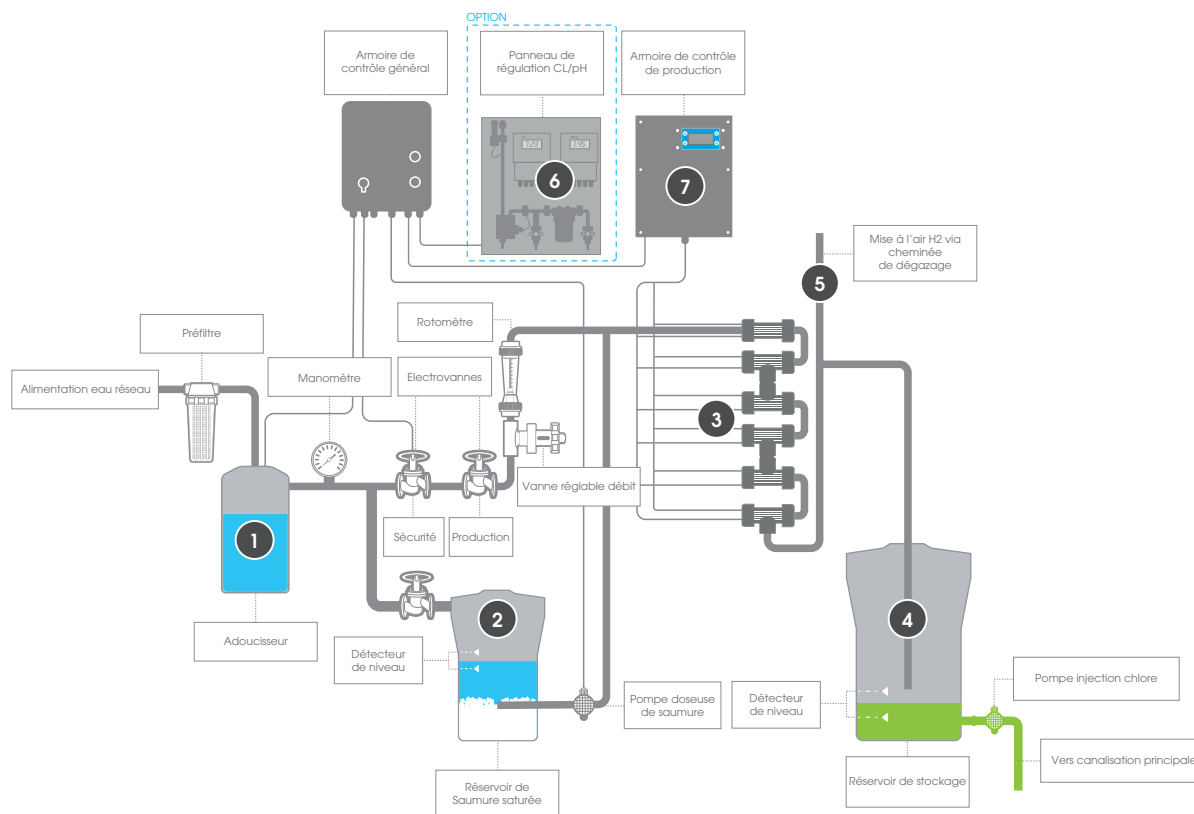 OPTION
Armoire de
contrôle général
Panneau de
régulation CL/pH
Armoire de contrôle
de production
6
7
Mise à l'air H2 via
cheminée
de dégazage
5
Rotomètre
Préfiltre
Alimentation eau réseau
Manomètre
Electrovannes
3
Vanne réglable débit
1
Sécurité
Production
2
4
Adoucisseur
Détecteur
de niveau
Pompe doseuse
de saumure
Détecteur
de niveau
Pompe injection chlore
Réservoir de
Saumure saturée
Réservoir de stockage
Vers canalisation principale